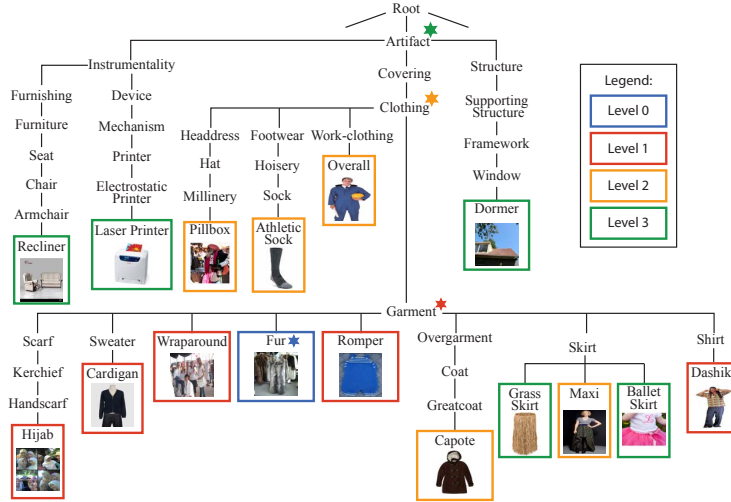 Root
Artifact
Instrumentality
Covering
Structure
Legend:
Furnishing
Device
Clothing
Supporting
Structure
Level 0
Furniture
Mechanism
Headdress
Footwear
Work-clothing
Framework
Level 1
Seat
Printer
Hat
Hoisery
Overall
Window
Level 2
Chair
Electrostatic
Printer
Millinery
Sock
Dormer
Level 3
Armchair
Recliner
Laser Printer
Pillbox
Athletic
Sock
Garment
Scarf
Sweater
Wraparound
Fur
Romper
Overgarment
Skirt
Shirt
Kerchief
Cardigan
Coat
Dashik
Handscarf
Greatcoat
Grass
Skirt
Maxi
Ballet
Skirt
Hijab
Capote